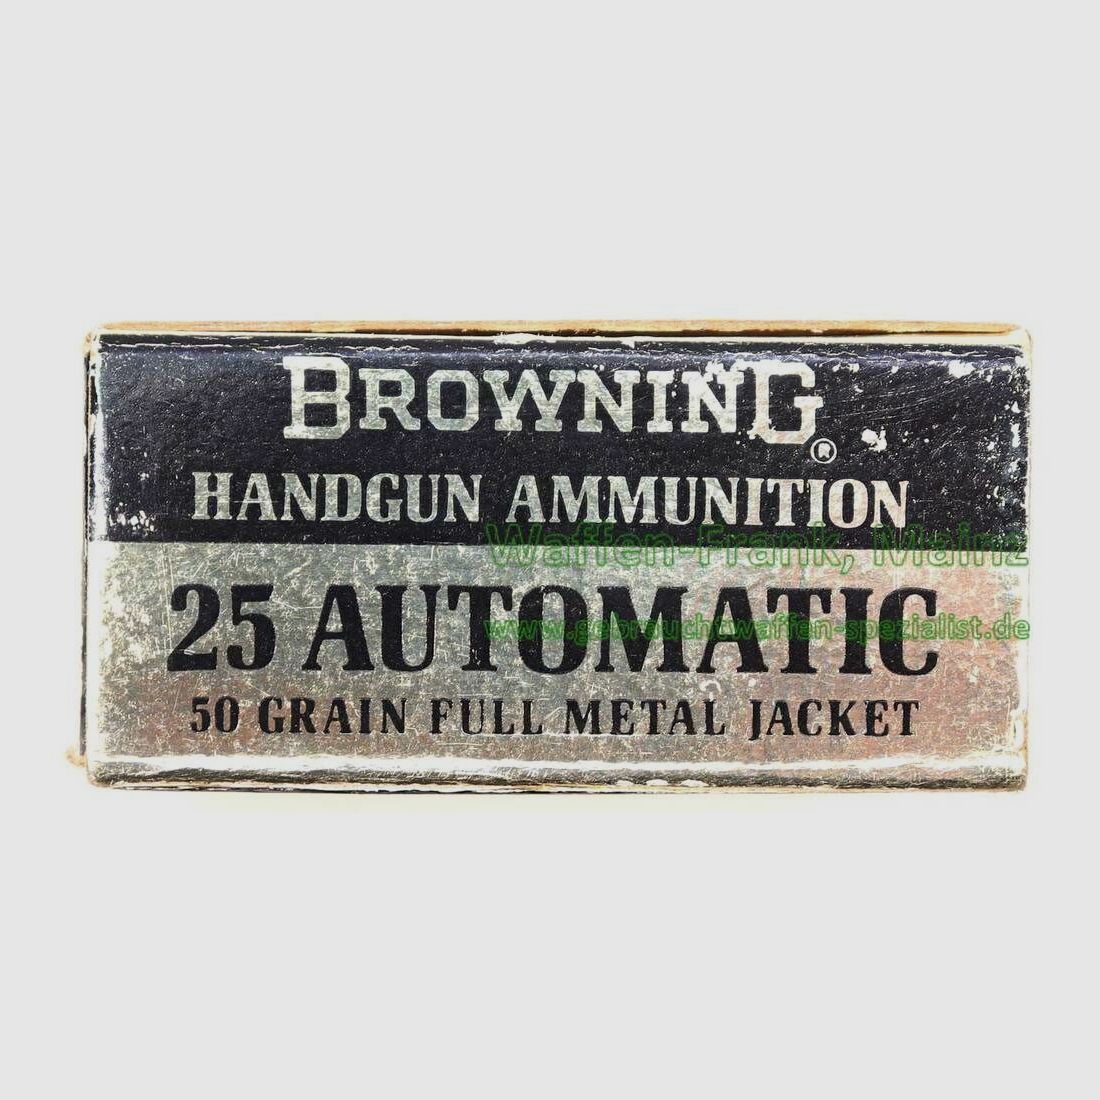 BROWNING®
HANDGUN AMMUNITION
Waffen-Frank, Mainz
25 AUTOMATIC
www.gebrauchtwaffen-spezialist.de
50 GRAIN FULL METAL JACKET